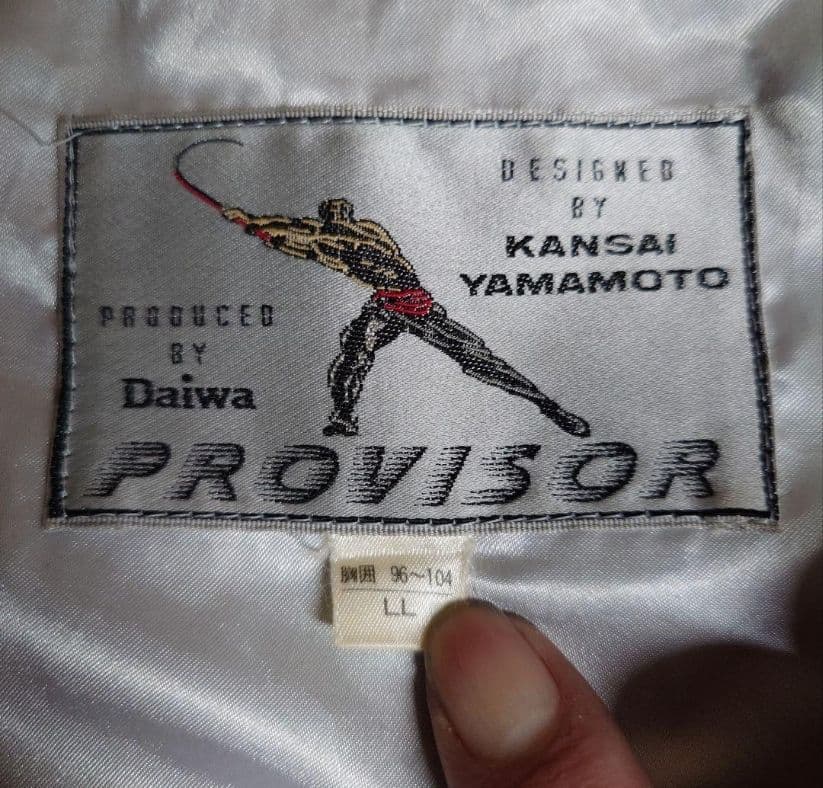 DESIGNED
BY
KANSAI
YAMAMOTO
PRODUCED
BY
Daiwa
PROVISOR
胸囲 96～104
LL